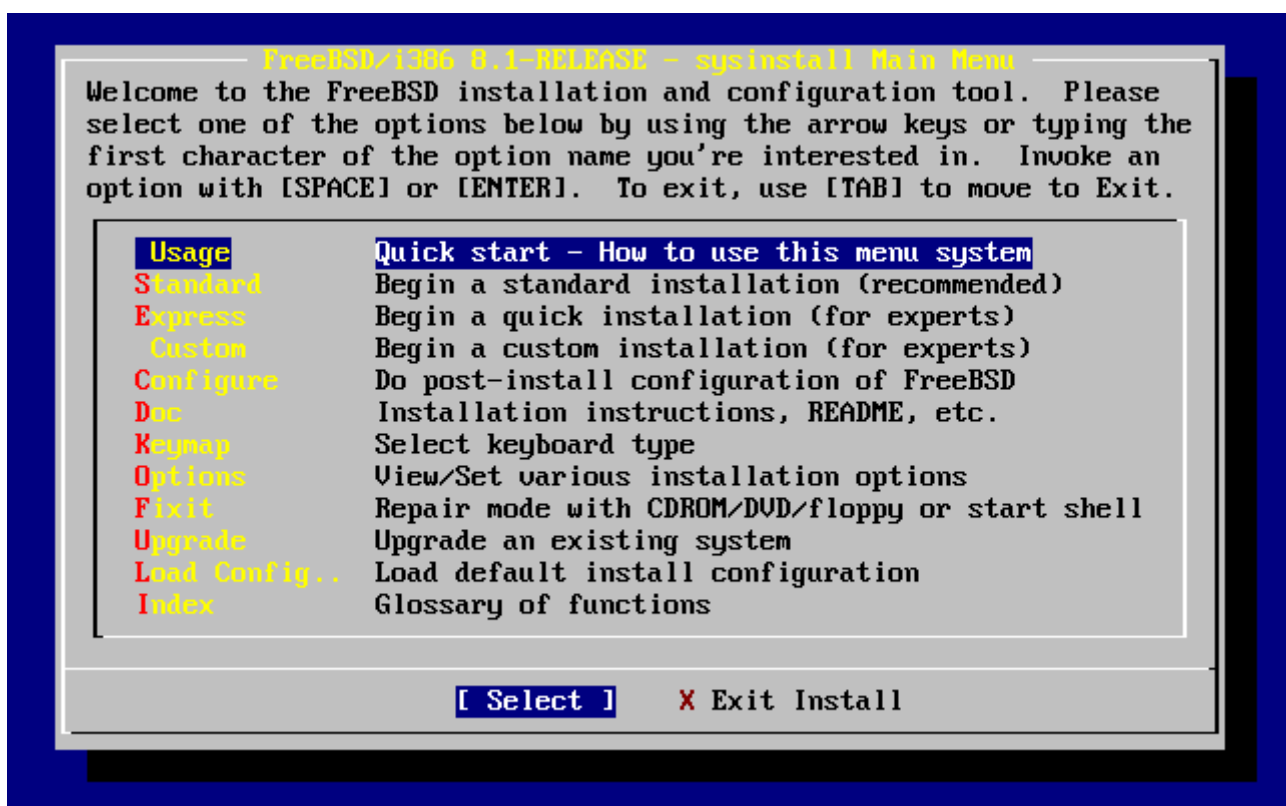 FreeBSD/i386 8.1-RELEASE - sysinstall Main Menu
Welcome to the FreeBSD installation and configuration tool.  Please
select one of the options below by using the arrow keys or typing the
first character of the option name you're interested in.  Invoke an
option with [SPACE] or [ENTER].  To exit, use [TAB] to move to Exit.
Usage Quick start - How to use this menu system
Standard Begin a standard installation (recommended)
Express Begin a quick installation (for experts)
Custom Begin a custom installation (for experts)
Configure Do post-install configuration of FreeBSD
Doc Installation instructions, README, etc.
Keymap Select keyboard type
Options View/Set various installation options
Fixit Repair mode with CDROM/DVD/floppy or start shell
Upgrade Upgrade an existing system
Load Config.. Load default install configuration
Index Glossary of functions
[ Select ] X Exit Install